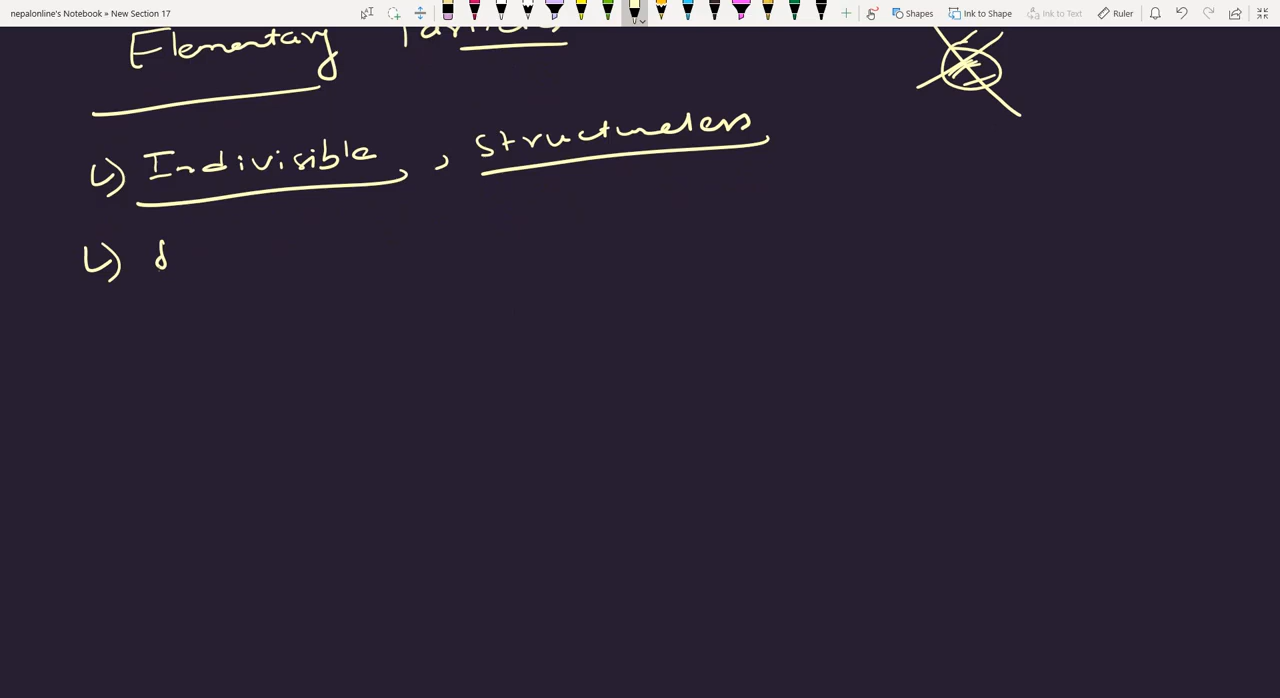 nepalonline's Notebook » New Section 17
Shapes Ink to Shape Ink to Text Ruler
Elementary
Indivisible, Structureless